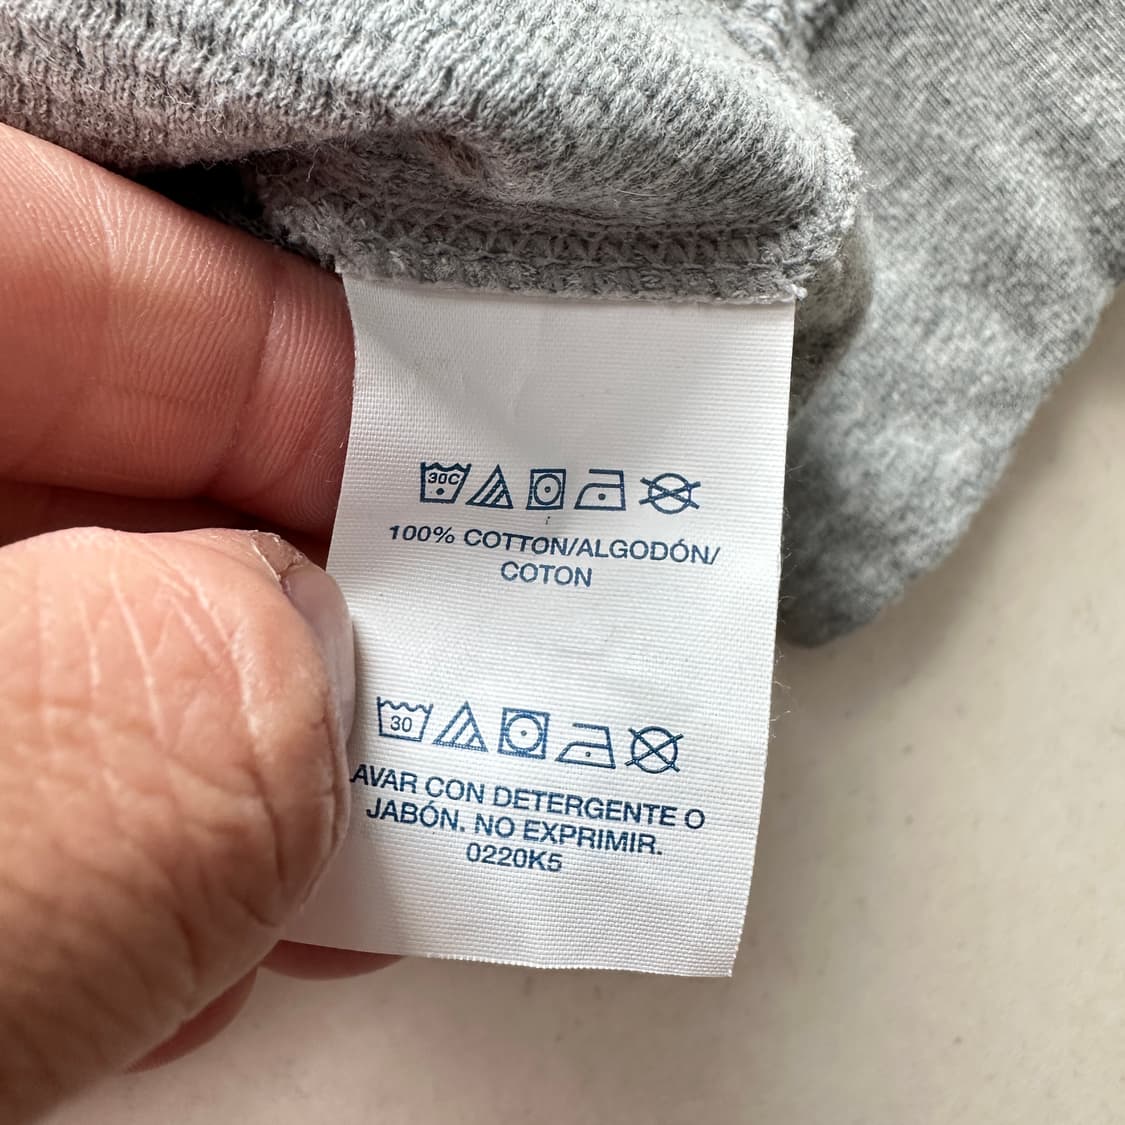 30C
100% COTTON/ALGODÓN/
COTON
30
AVAR CON DETERGENTE O
JABÓN. NO EXPRIMIR.
0220K5